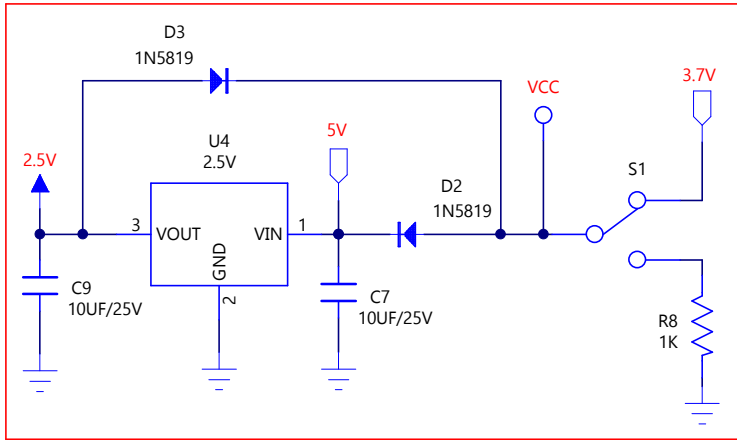 D3
1N5819
3.7V
VCC
U4
2.5V
5V
2.5V
D2
1N5819
S1
3
VOUT
VIN
1
GND
2
C9
10UF/25V
C7
10UF/25V
R8
1K